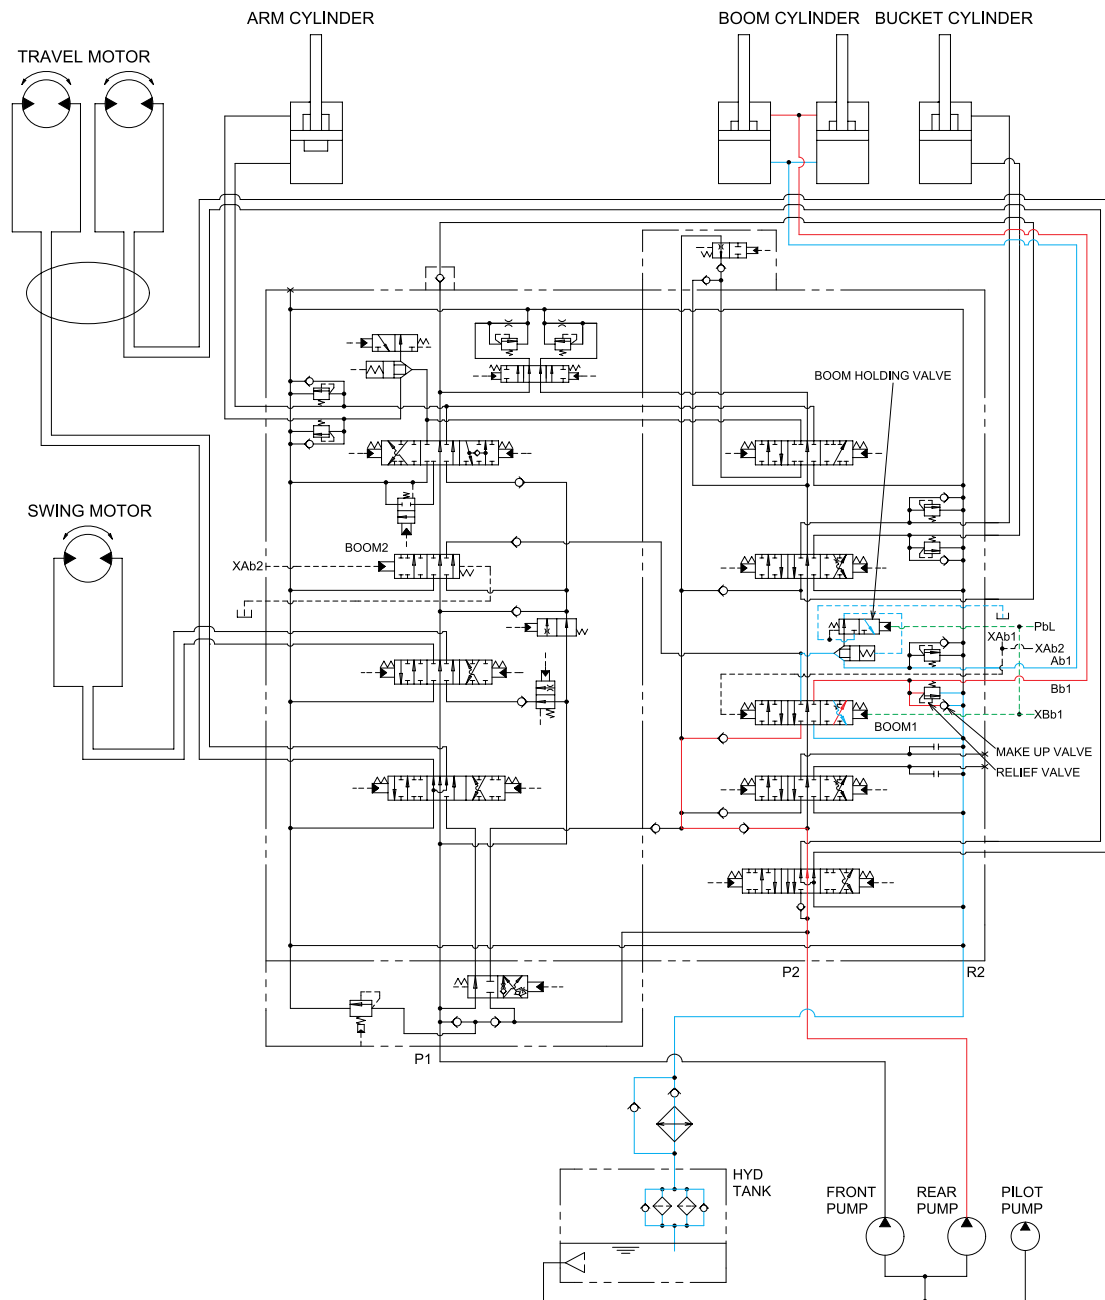 ARM CYLINDER
BOOM CYLINDER
BUCKET CYLINDER
TRAVEL MOTOR
BOOM HOLDING VALVE
SWING MOTOR
BOOM2
XAb2
PbL
XAb1
XAb2
Ab1
Bb1
XBb1
BOOM1
MAKE UP VALVE
RELIEF VALVE
P2
R2
P1
HYD
TANK
FRONT
PUMP
REAR
PUMP
PILOT
PUMP